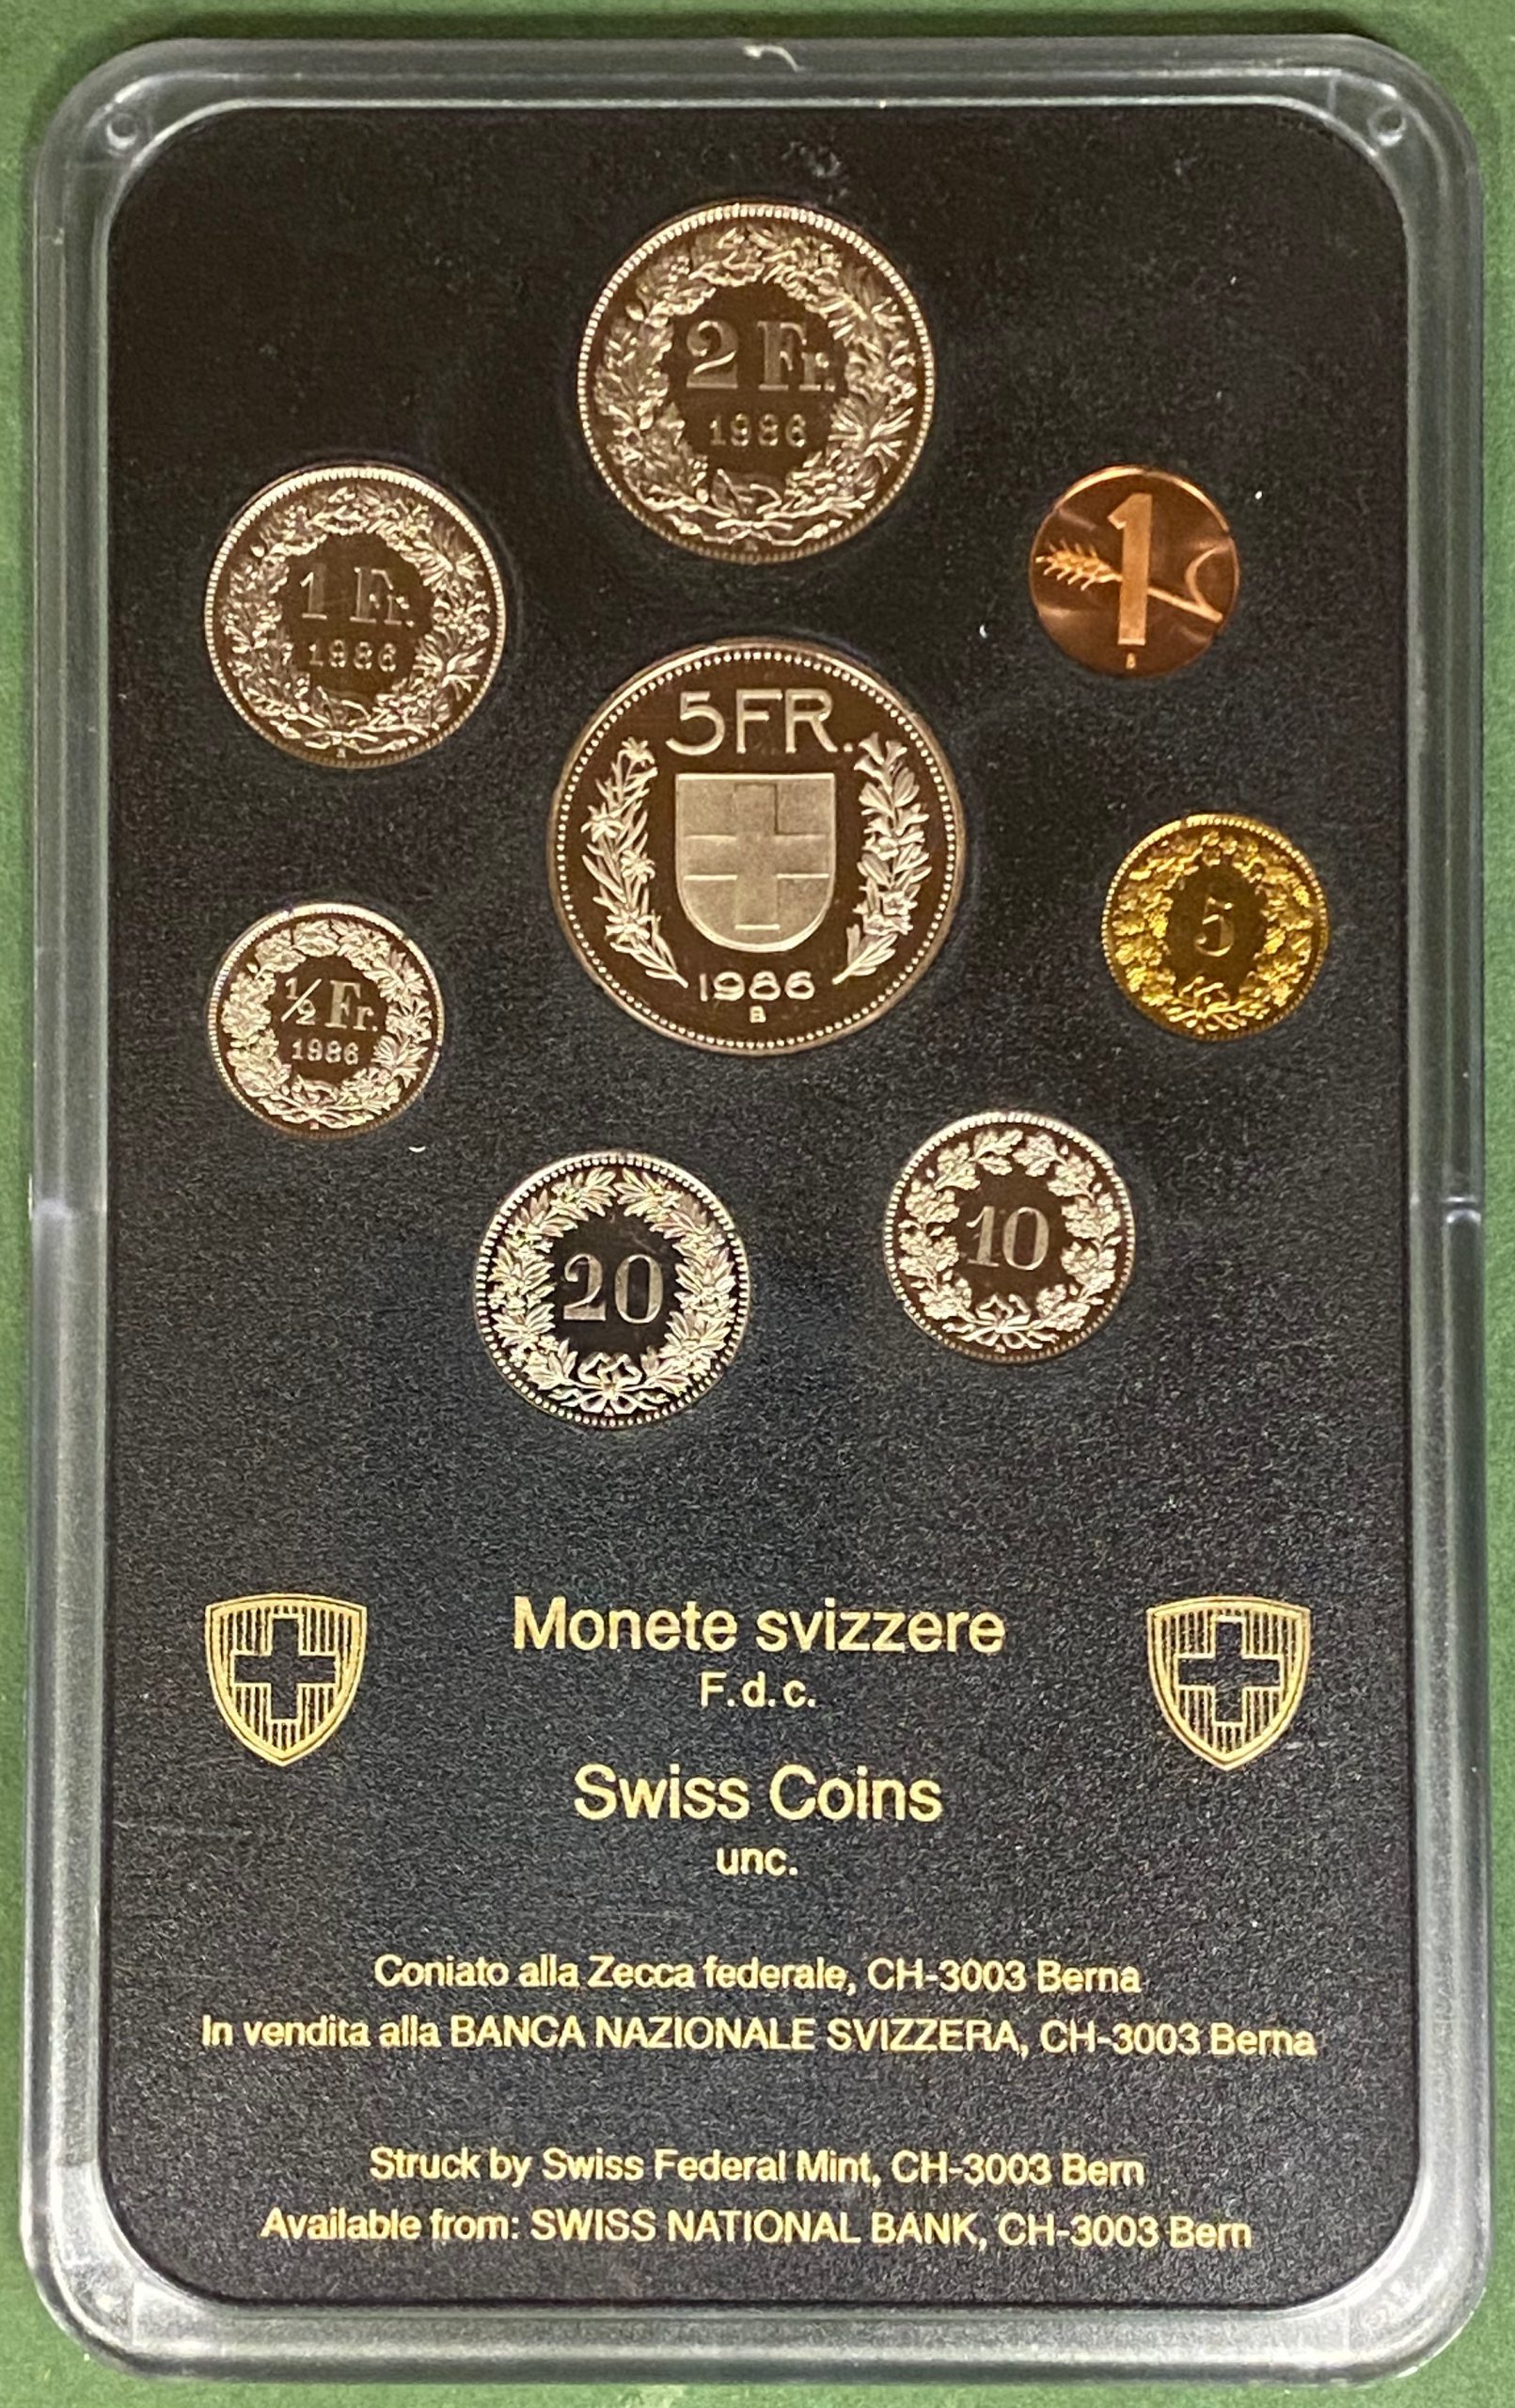 2 Fr.
1986
1 Fr.
1986
1
B
5 FR.
1986
B
5
½ Fr.
1986
20
10
Monete svizzere
F.d.c.
Swiss Coins
unc.
Coniato alla Zecca federale, CH-3003 Berna
In vendita alla BANCA NAZIONALE SVIZZERA, CH-3003 Berna
Struck by Swiss Federal Mint, CH-3003 Bern
Available from: SWISS NATIONAL BANK, CH-3003 Bern